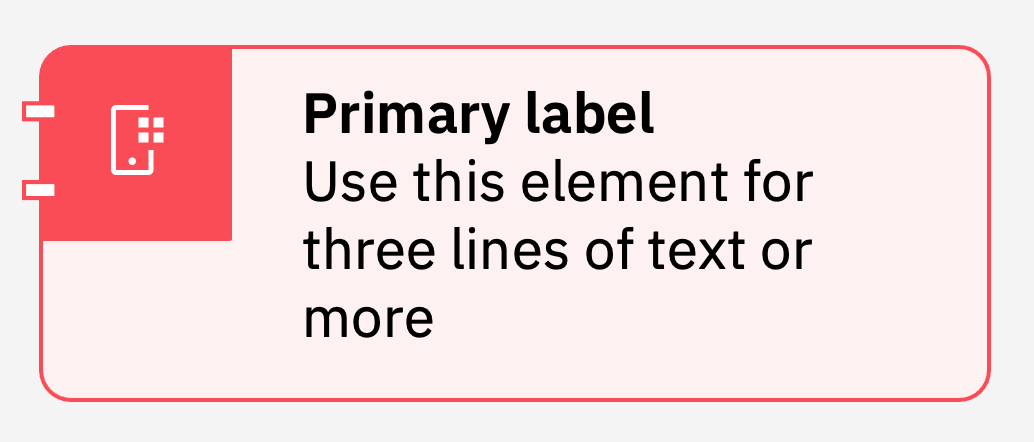 Primary label
Use this element for
three lines of text or
more